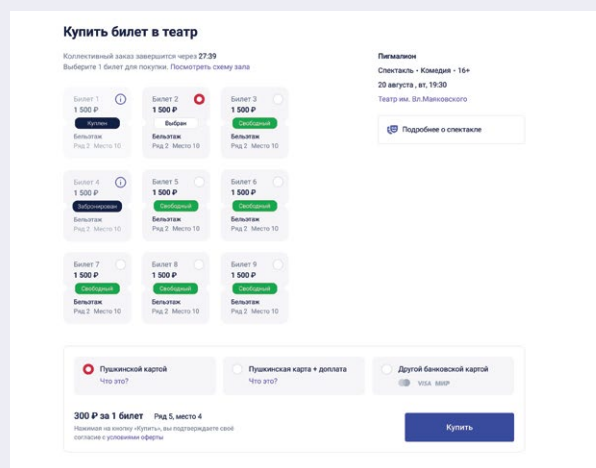 Купить билет в театр
Коллективный заказ завершится через 27:39
Выберите 1 билет для покупки. Посмотреть схему зала
Билет 1
1 500 ₽
Куплен
Бельэтаж
Ряд 2 Место 10
Билет 2
1 500 ₽
Выбран
Бельэтаж
Ряд 2 Место 10
Билет 3
1 500 ₽
Свободный
Бельэтаж
Ряд 2 Место 10
Билет 4
1 500 ₽
Забронирован
Бельэтаж
Ряд 2 Место 10
Билет 5
1 500 ₽
Свободный
Бельэтаж
Ряд 2 Место 10
Билет 6
1 500 ₽
Свободный
Бельэтаж
Ряд 2 Место 10
Билет 7
1 500 ₽
Свободный
Бельэтаж
Ряд 2 Место 10
Билет 8
1 500 ₽
Свободный
Бельэтаж
Ряд 2 Место 10
Билет 9
1 500 ₽
Свободный
Бельэтаж
Ряд 2 Место 10
Пигмалион
Спектакль • Комедия • 16+
20 августа , вт, 19:30
Театр им. Вл.Маяковского
Подробнее о спектакле
Пушкинской картой
Что это?
Пушкинская карта + доплата
Что это?
Другой банковской картой
VISA МИР
300 ₽ за 1 билет Ряд 5, место 4
Нажимая на кнопку «Купить», вы подтверждаете своё
согласие с условиями оферты
Купить